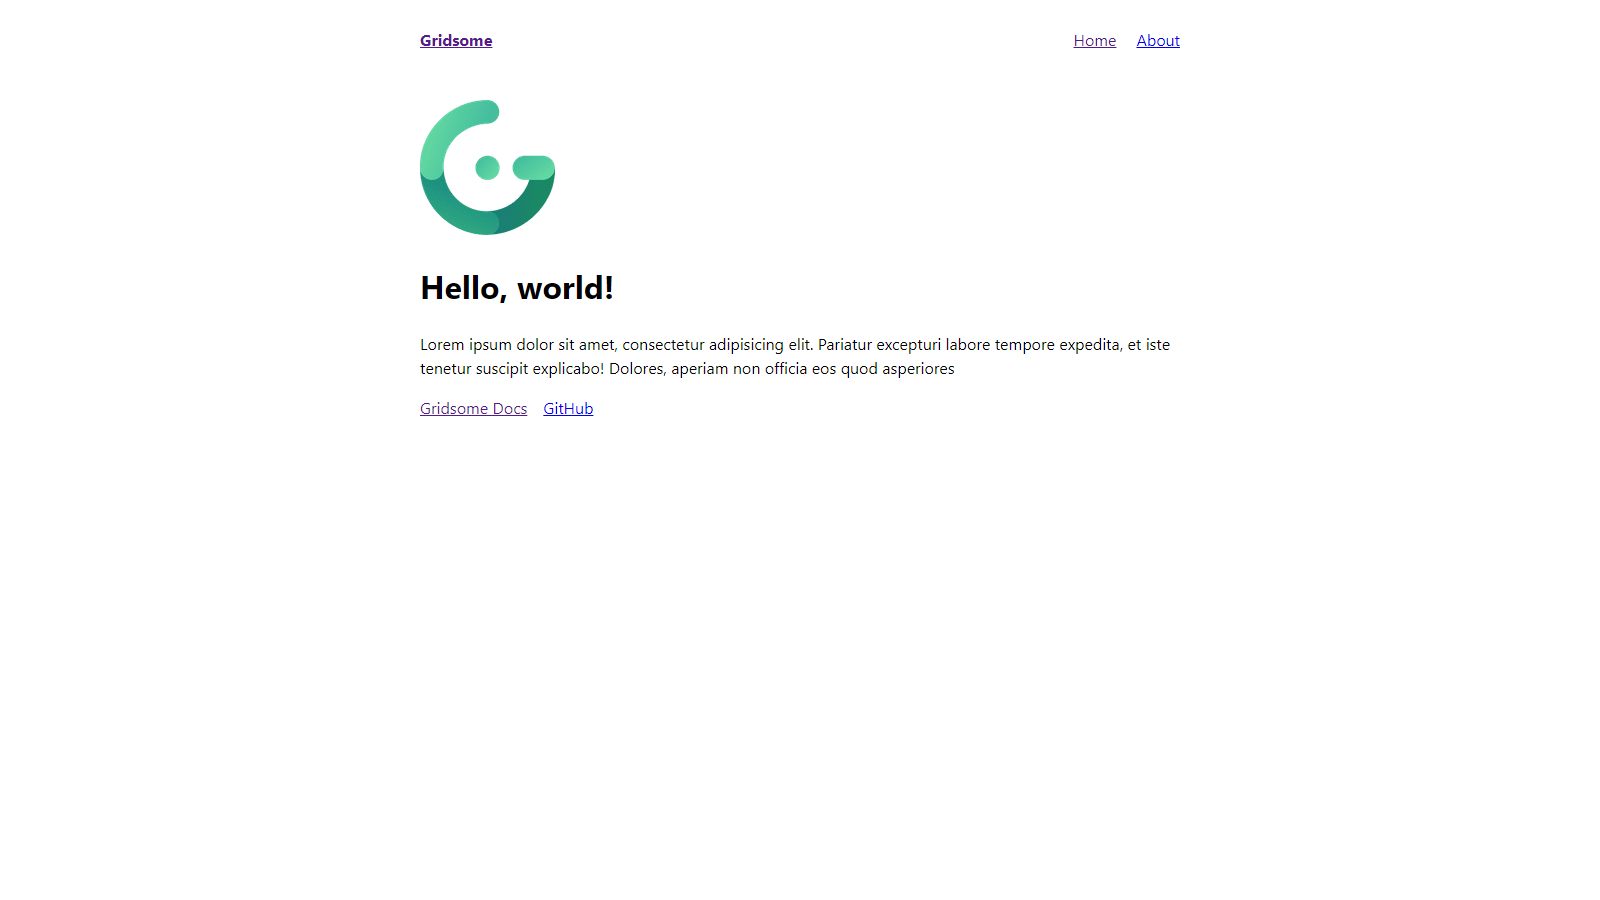 Gridsome
Home About
Hello, world!
Lorem ipsum dolor sit amet, consectetur adipisicing elit. Pariatur excepturi labore tempore expedita, et iste
tenetur suscipit explicabo! Dolores, aperiam non officia eos quod asperiores
Gridsome Docs GitHub